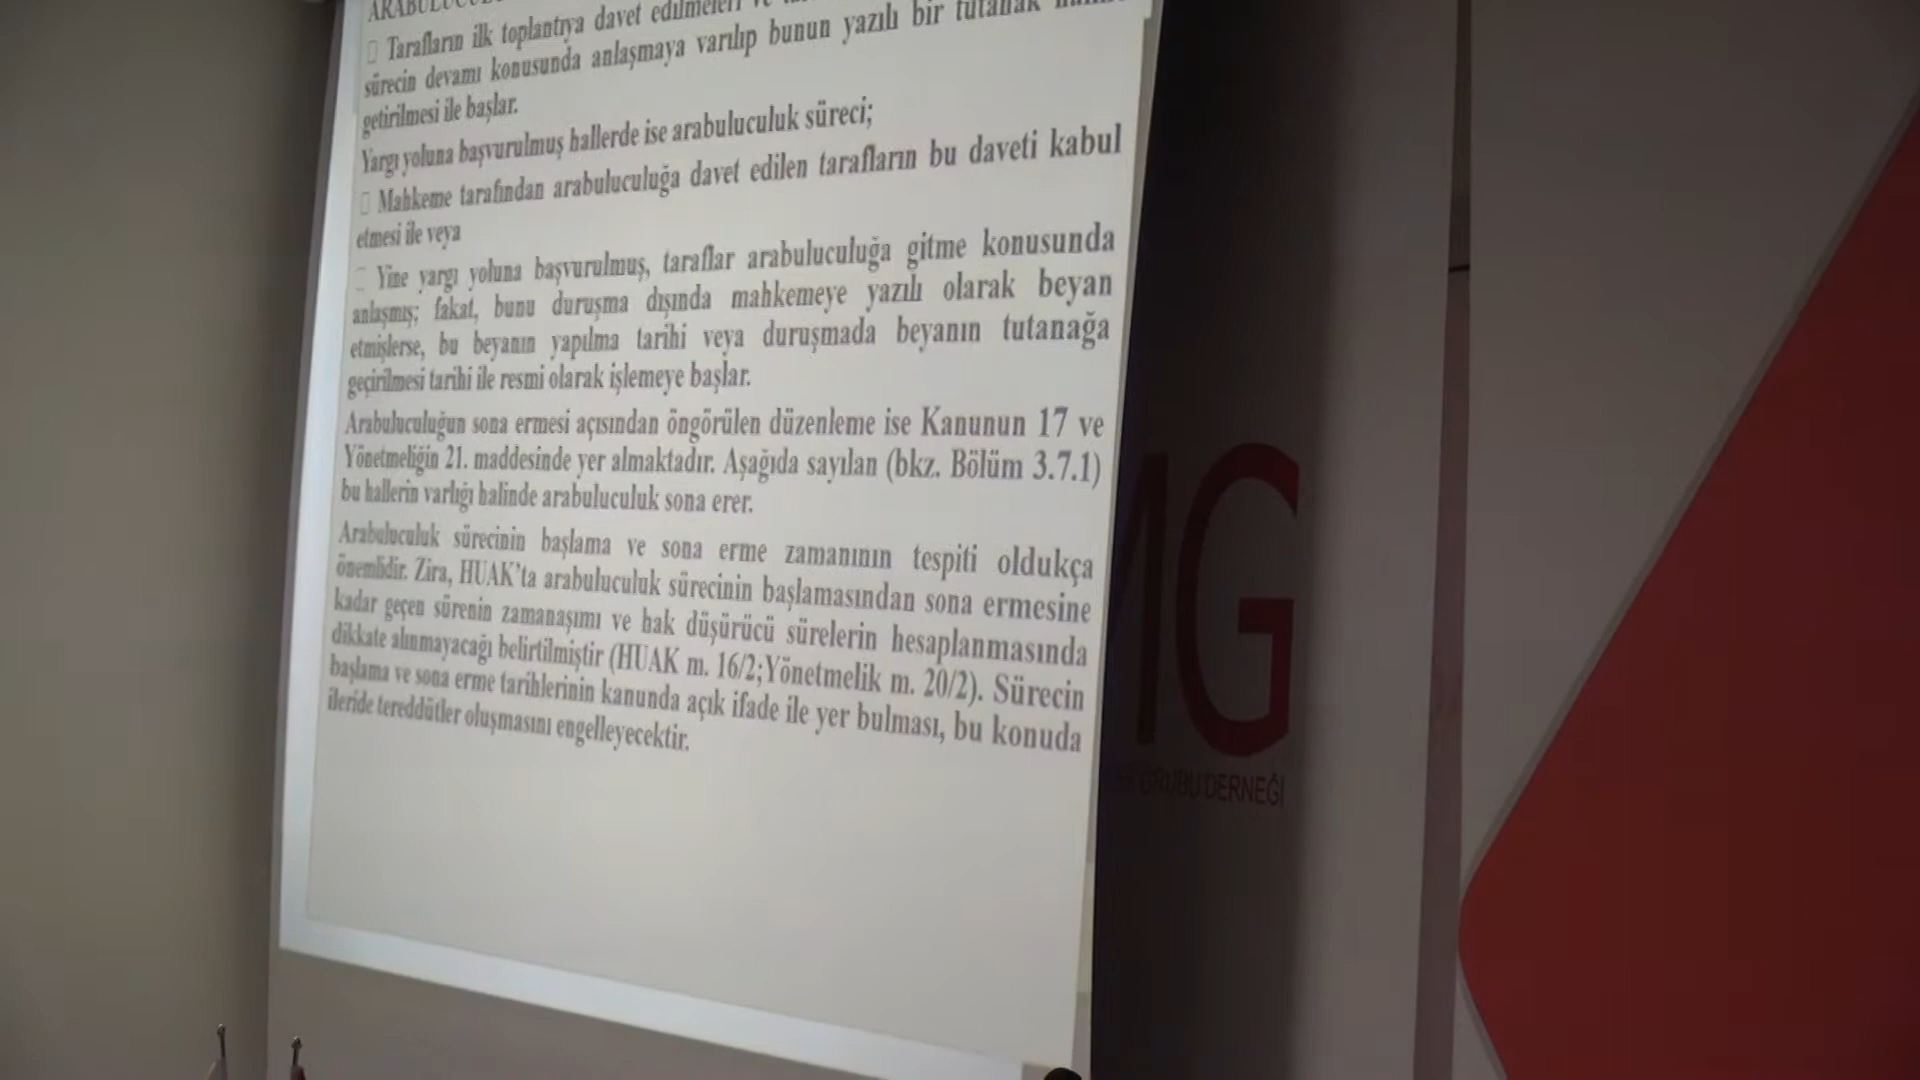 Tarafların ilk toplantıya davet edilmeleri ve
sürecin devamı konusunda anlaşmaya varılıp bunun yazılı bir tutanak
getirilmesi ile başlar.
Yargı yoluna başvurulmuş hallerde ise arabuluculuk süreci;
Mahkeme tarafından arabuluculuğa davet edilen tarafların bu daveti kabul
etmesi ile veya
Yine yargı yoluna başvurulmuş, taraflar arabuluculuğa gitme konusunda
anlaşmış; fakat, bunu duruşma dışında mahkemeye yazılı olarak beyan
etmişlerse, bu beyanın yapılma tarihi veya duruşmada beyanın tutanağa
geçirilmesi tarihi ile resmi olarak işlemeye başlar.
Arabuluculuğun sona ermesi açısından öngörülen düzenleme ise Kanunun 17 ve
Yönetmeliğin 21. maddesinde yer almaktadır. Aşağıda sayılan (bkz. Bölüm 3.7.1)
bu hallerin varlığı halinde arabuluculuk sona erer.
Arabuluculuk sürecinin başlama ve sona erme zamanının tespiti oldukça
önemlidir. Zira, HUAK'ta arabuluculuk sürecinin başlamasından sona ermesine
kadar geçen sürenin zamanaşımı ve hak düşürücü sürelerin hesaplanmasında
dikkate alınmayacağı belirtilmiştir (HUAK m. 16/2;Yönetmelik m. 20/2). Sürecin
başlama ve sona erme tarihlerinin kanunda açık ifade ile yer bulması, bu konuda
ileride tereddütler oluşmasını engelleyecektir.
MG
GRUBU DERNEĞİ